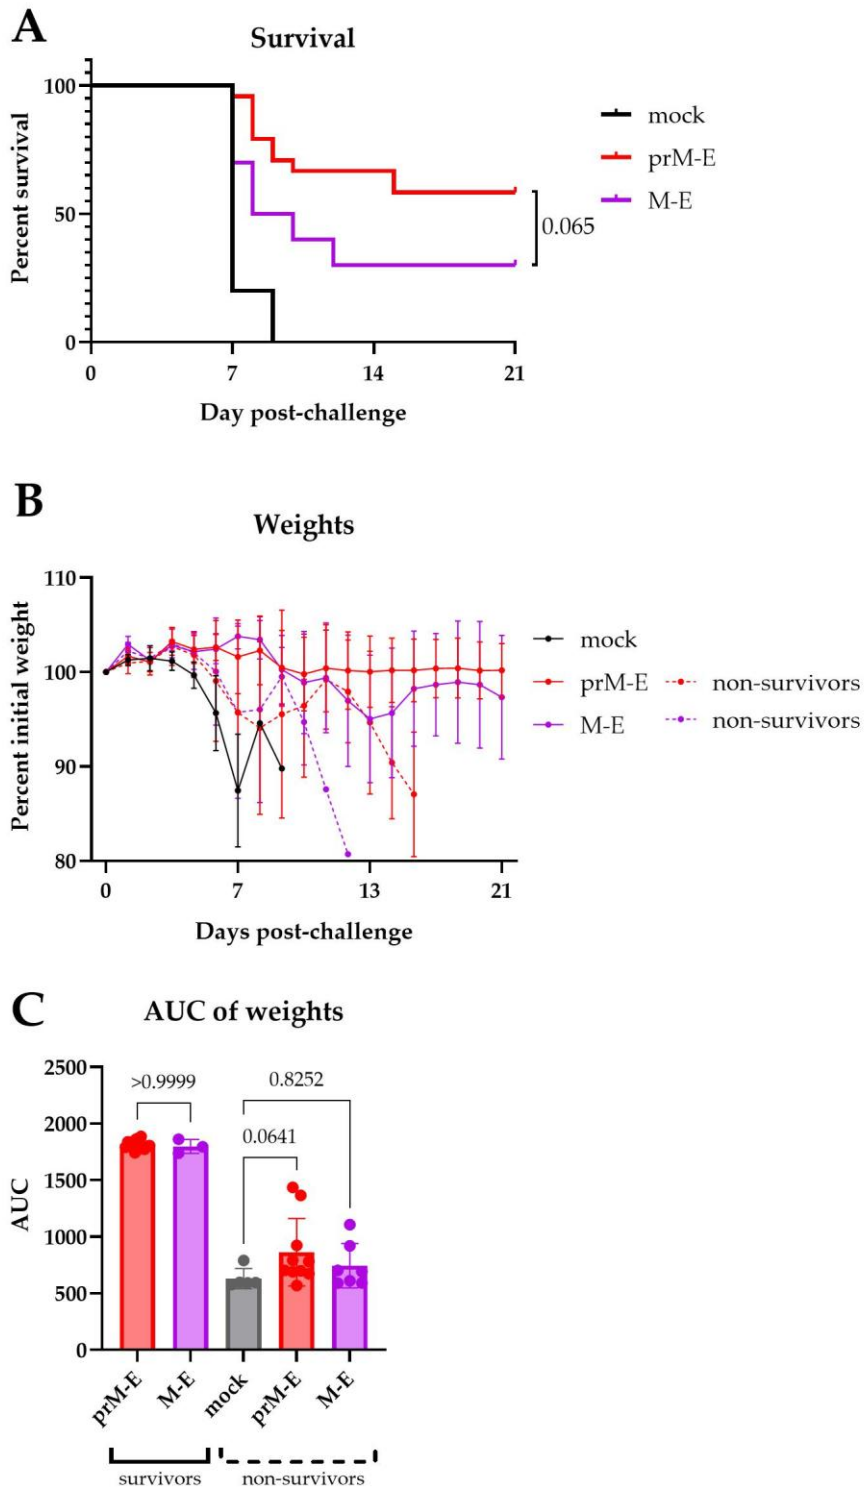 A
Survival
Percent survival
100
50
0
0 7 14 21
Day post-challenge
mock
prM-E
M-E
0.065
B
Weights
Percent initial weight
110
100
90
80
0 7 13 21
Days post-challenge
mock
prM-E non-survivors
M-E non-survivors
C
AUC of weights
AUC
2500
2000
1500
1000
500
0
>0.9999
0.8252
0.0641
prM-E M-E mock prM-E M-E
survivors non-survivors